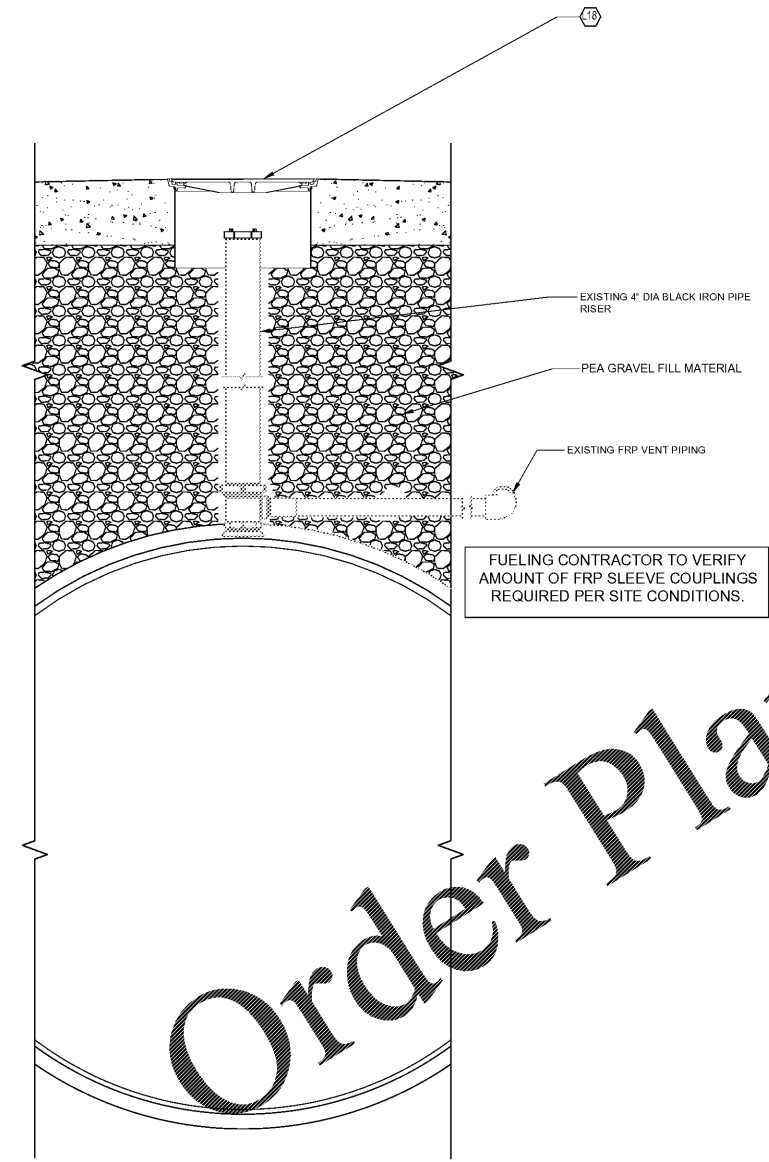 L18
EXISTING 4" DIA BLACK IRON PIPE
RISER
PEA GRAVEL FILL MATERIAL
EXISTING FRP VENT PIPING
FUELING CONTRACTOR TO VERIFY
AMOUNT OF FRP SLEEVE COUPLINGS
REQUIRED PER SITE CONDITIONS.
Order Pla